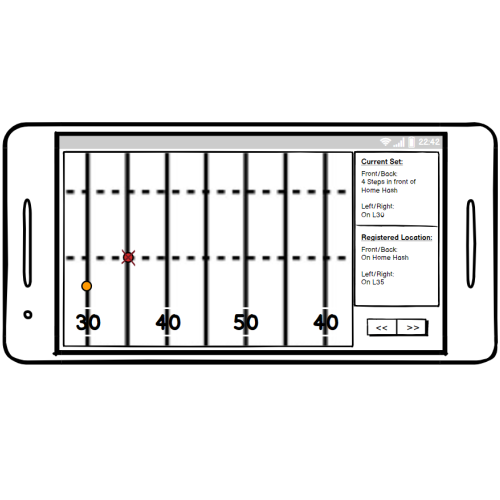 22:42
Current Set:
Front/Back:
4 Steps in front of
Home Hash
Left/Right:
On L30
Registered Location:
Front/Back:
On Home Hash
Left/Right:
On L35
30 40 50 40
<< >>